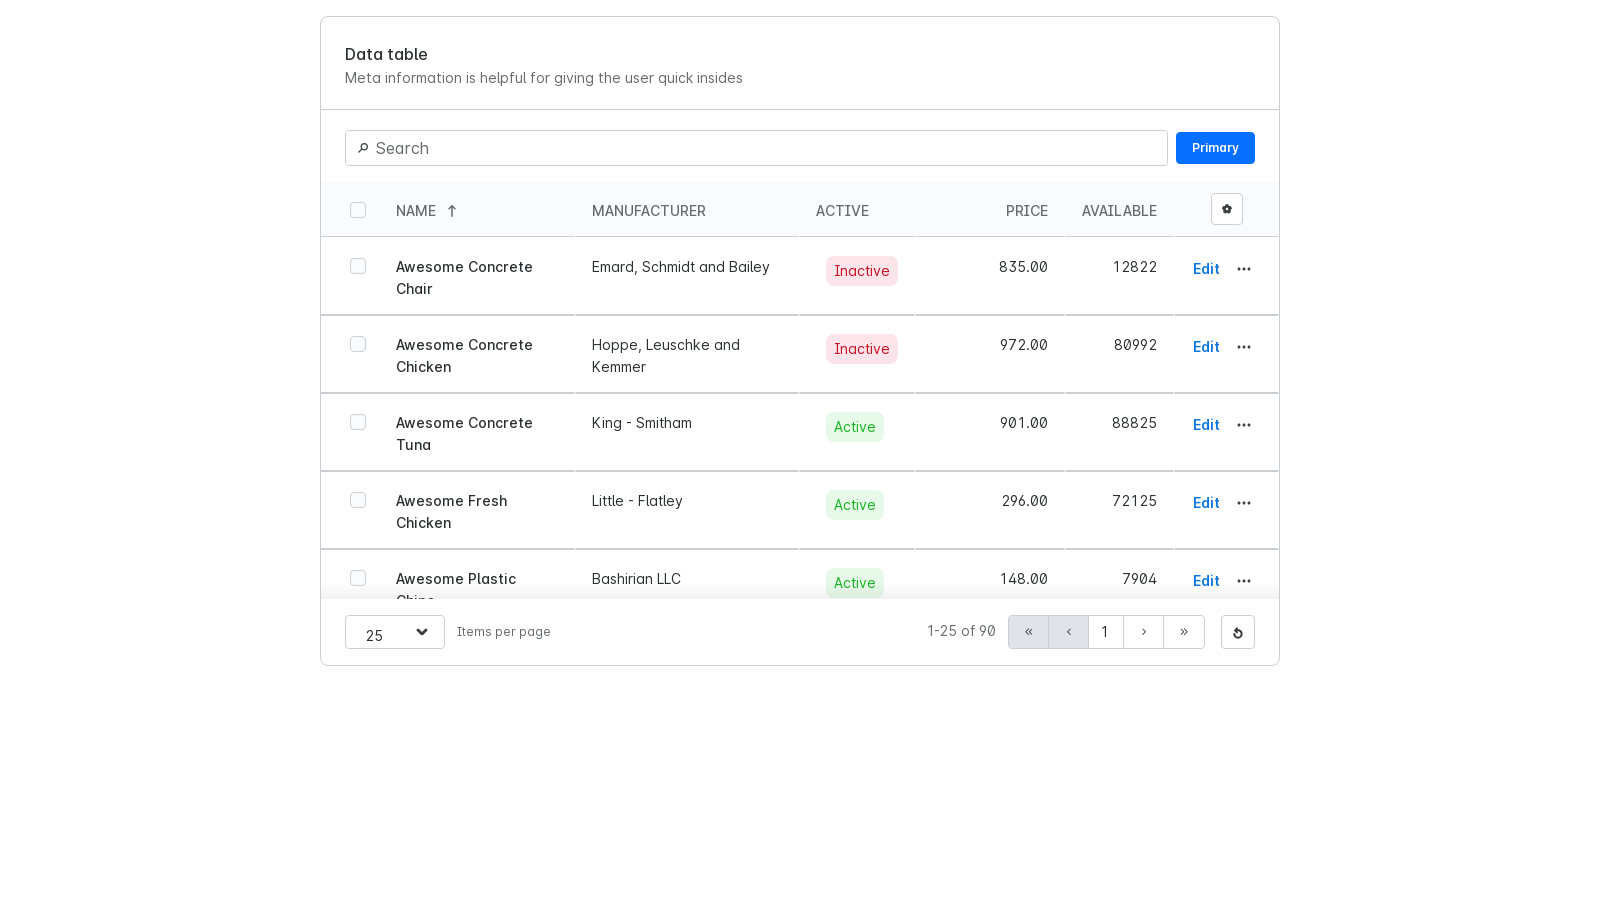 Data table
Meta information is helpful for giving the user quick insides
Search
Primary
NAME MANUFACTURER ACTIVE PRICE AVAILABLE
Awesome Concrete Emard, Schmidt and Bailey Inactive 835.00 12822 Edit
Chair
Awesome Concrete Hoppe, Leuschke and Inactive 972.00 80992 Edit
Chicken Kemmer
Awesome Concrete King - Smitham Active 901.00 88825 Edit
Tuna
Awesome Fresh Little - Flatley Active 296.00 72125 Edit
Chicken
Awesome Plastic Bashirian LLC Active 148.00 7904 Edit
25 Items per page 1-25 of 90 « ‹ 1 › »